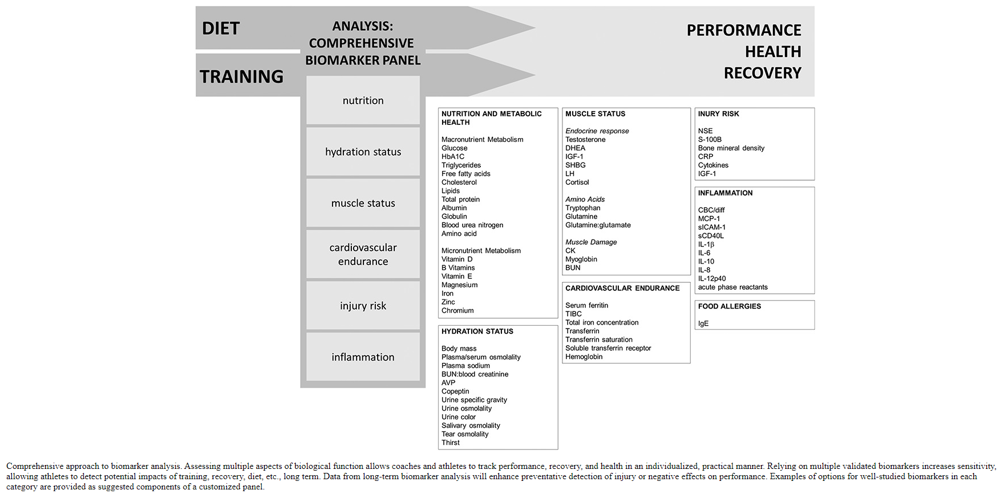 DIET
TRAINING
ANALYSIS:
COMPREHENSIVE
BIOMARKER PANEL
PERFORMANCE
HEALTH
RECOVERY
nutrition
hydration status
muscle status
cardiovascular
endurance
injury risk
inflammation
NUTRITION AND METABOLIC
HEALTH
Macronutrient Metabolism
Glucose
HbA1C
Triglycerides
Free fatty acids
Cholesterol
Lipids
Total protein
Albumin
Globulin
Blood urea nitrogen
Amino acid
Micronutrient Metabolism
Vitamin D
B Vitamins
Vitamin E
Magnesium
Iron
Zinc
Chromium
HYDRATION STATUS
Body mass
Plasma/serum osmolality
Plasma sodium
BUN:blood creatinine
AVP
Copeptin
Urine specific gravity
Urine osmolality
Urine color
Salivary osmolality
Tear osmolality
Thirst
MUSCLE STATUS
Endocrine response
Testosterone
DHEA
IGF-1
SHBG
LH
Cortisol
Amino Acids
Tryptophan
Glutamine
Glutamine:glutamate
Muscle Damage
CK
Myoglobin
BUN
CARDIOVASCULAR ENDURANCE
Serum ferritin
TIBC
Total iron concentration
Transferrin
Transferrin saturation
Soluble transferrin receptor
Hemoglobin
INURY RISK
NSE
S-100B
Bone mineral density
CRP
Cytokines
IGF-1
INFLAMMATION
CBC/diff
MCP-1
sICAM-1
sCD40L
IL-1β
IL-6
IL-10
IL-8
IL-12p40
acute phase reactants
FOOD ALLERGIES
IgE
Comprehensive approach to biomarker analysis. Assessing multiple aspects of biological function allows coaches and athletes to track performance, recovery, and health in an individualized, practical manner. Relying on multiple validated biomarkers increases sensitivity,
allowing athletes to detect potential impacts of training, recovery, diet, etc., long term. Data from long-term biomarker analysis will enhance preventative detection of injury or negative effects on performance. Examples of options for well-studied biomarkers in each
category are provided as suggested components of a customized panel.